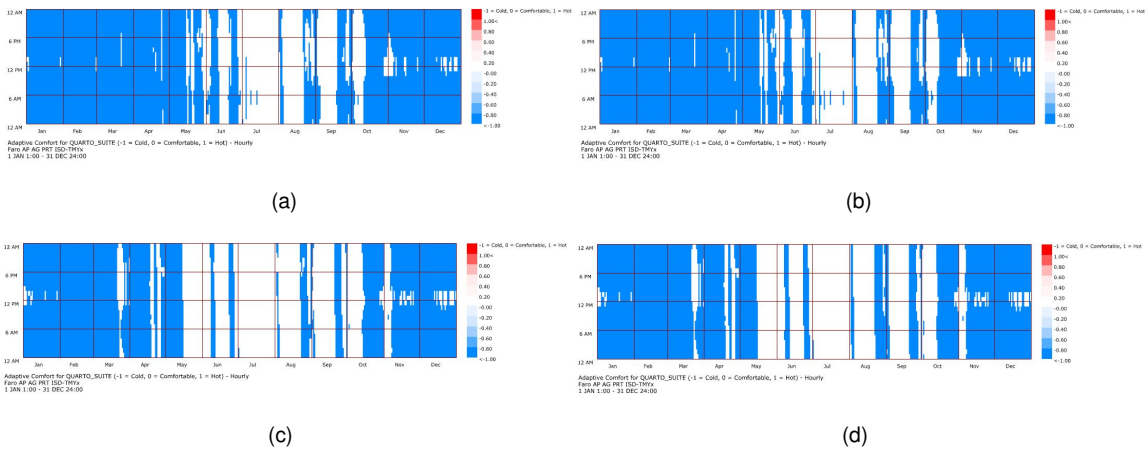 12 AM
6 PM
12 PM
6 AM
12 AM
Jan Feb Mar Apr May Jun Jul Aug Sep Oct Nov Dec
-1 = Cold, 0 = Comfortable, 1 = Hot
1.00<
0.80
0.60
0.40
0.20
-0.00
-0.20
-0.40
-0.60
-0.80
<-1.00
Adaptive Comfort for QUARTO_SUITE (-1 = Cold, 0 = Comfortable, 1 = Hot) - Hourly
Faro AP AG PRT ISD-TMYx
1 JAN 1:00 - 31 DEC 24:00
(a)
12 AM
6 PM
12 PM
6 AM
12 AM
Jan Feb Mar Apr May Jun Jul Aug Sep Oct Nov Dec
-1 = Cold, 0 = Comfortable, 1 = Hot
1.00<
0.80
0.60
0.40
0.20
-0.00
-0.20
-0.40
-0.60
-0.80
<-1.00
Adaptive Comfort for QUARTO_SUITE (-1 = Cold, 0 = Comfortable, 1 = Hot) - Hourly
Faro AP AG PRT ISD-TMYx
1 JAN 1:00 - 31 DEC 24:00
(b)
12 AM
6 PM
12 PM
6 AM
12 AM
Jan Feb Mar Apr May Jun Jul Aug Sep Oct Nov Dec
-1 = Cold, 0 = Comfortable, 1 = Hot
1.00<
0.80
0.60
0.40
0.20
-0.00
-0.20
-0.40
-0.60
-0.80
<-1.00
Adaptive Comfort for QUARTO_SUITE (-1 = Cold, 0 = Comfortable, 1 = Hot) - Hourly
Faro AP AG PRT ISD-TMYx
1 JAN 1:00 - 31 DEC 24:00
(c)
12 AM
6 PM
12 PM
6 AM
12 AM
Jan Feb Mar Apr May Jun Jul Aug Sep Oct Nov Dec
-1 = Cold, 0 = Comfortable, 1 = Hot
1.00<
0.80
0.60
0.40
0.20
-0.00
-0.20
-0.40
-0.60
-0.80
<-1.00
Adaptive Comfort for QUARTO_SUITE (-1 = Cold, 0 = Comfortable, 1 = Hot) - Hourly
Faro AP AG PRT ISD-TMYx
1 JAN 1:00 - 31 DEC 24:00
(d)